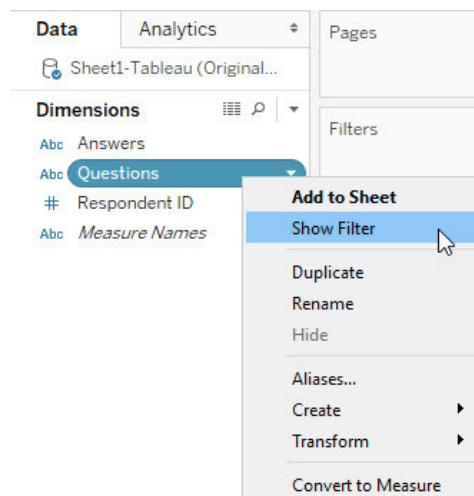 Data Analytics
Pages
Sheet1-Tableau (Original...
Dimensions
Filters
Abc Answers
Abc Questions
# Respondent ID
Abc Measure Names
Add to Sheet
Show Filter
Duplicate
Rename
Hide
Aliases...
Create
Transform
Convert to Measure